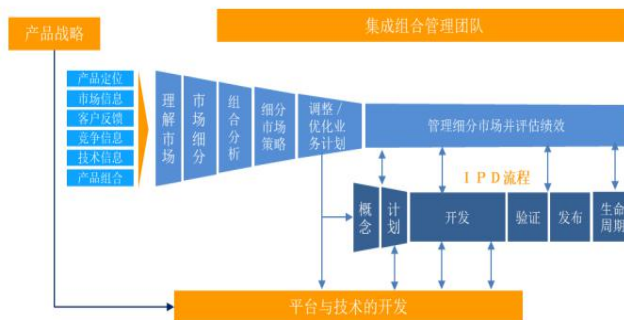 产品战略
集成组合管理团队
产品定位
市场信息
客户反馈
竞争信息
技术信息
产品组合
理解市场
市场细分
组合分析
细分
市场
策略
调整/
优化业
务计划
管理细分市场并评估绩效
IPD流程
概念
计划
开发
验证
发布
生命
周期
平台与技术的开发